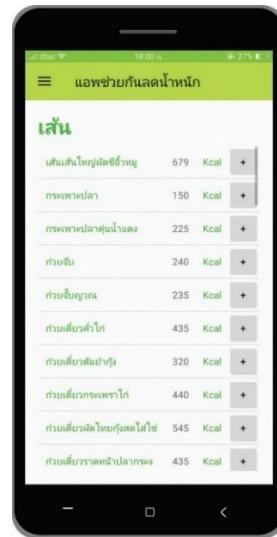 dtac 18:00 น. 27%
แอพช่วยกันลดน้ำหนัก
เส้น
เส้นเส้นใหญ่ผัดซีอิ้วหมู 679 Kcal +
กระเพาะปลา 150 Kcal +
กระเพาะปลาตุ๋นน้ำแดง 225 Kcal +
ก๋วยจั๊บ 240 Kcal +
ก๋วยจั๊บญวณ 235 Kcal +
ก๋วยเตี๋ยวคั่วไก่ 435 Kcal +
ก๋วยเตี๋ยวต้มยำกุ้ง 320 Kcal +
ก๋วยเตี๋ยวกระเพราไก่ 440 Kcal +
ก๋วยเตี๋ยวผัดไทยกุ้งสดใส่ไข่ 545 Kcal +
ก๋วยเตี๋ยวราดหน้าปลากระง 435 Kcal +